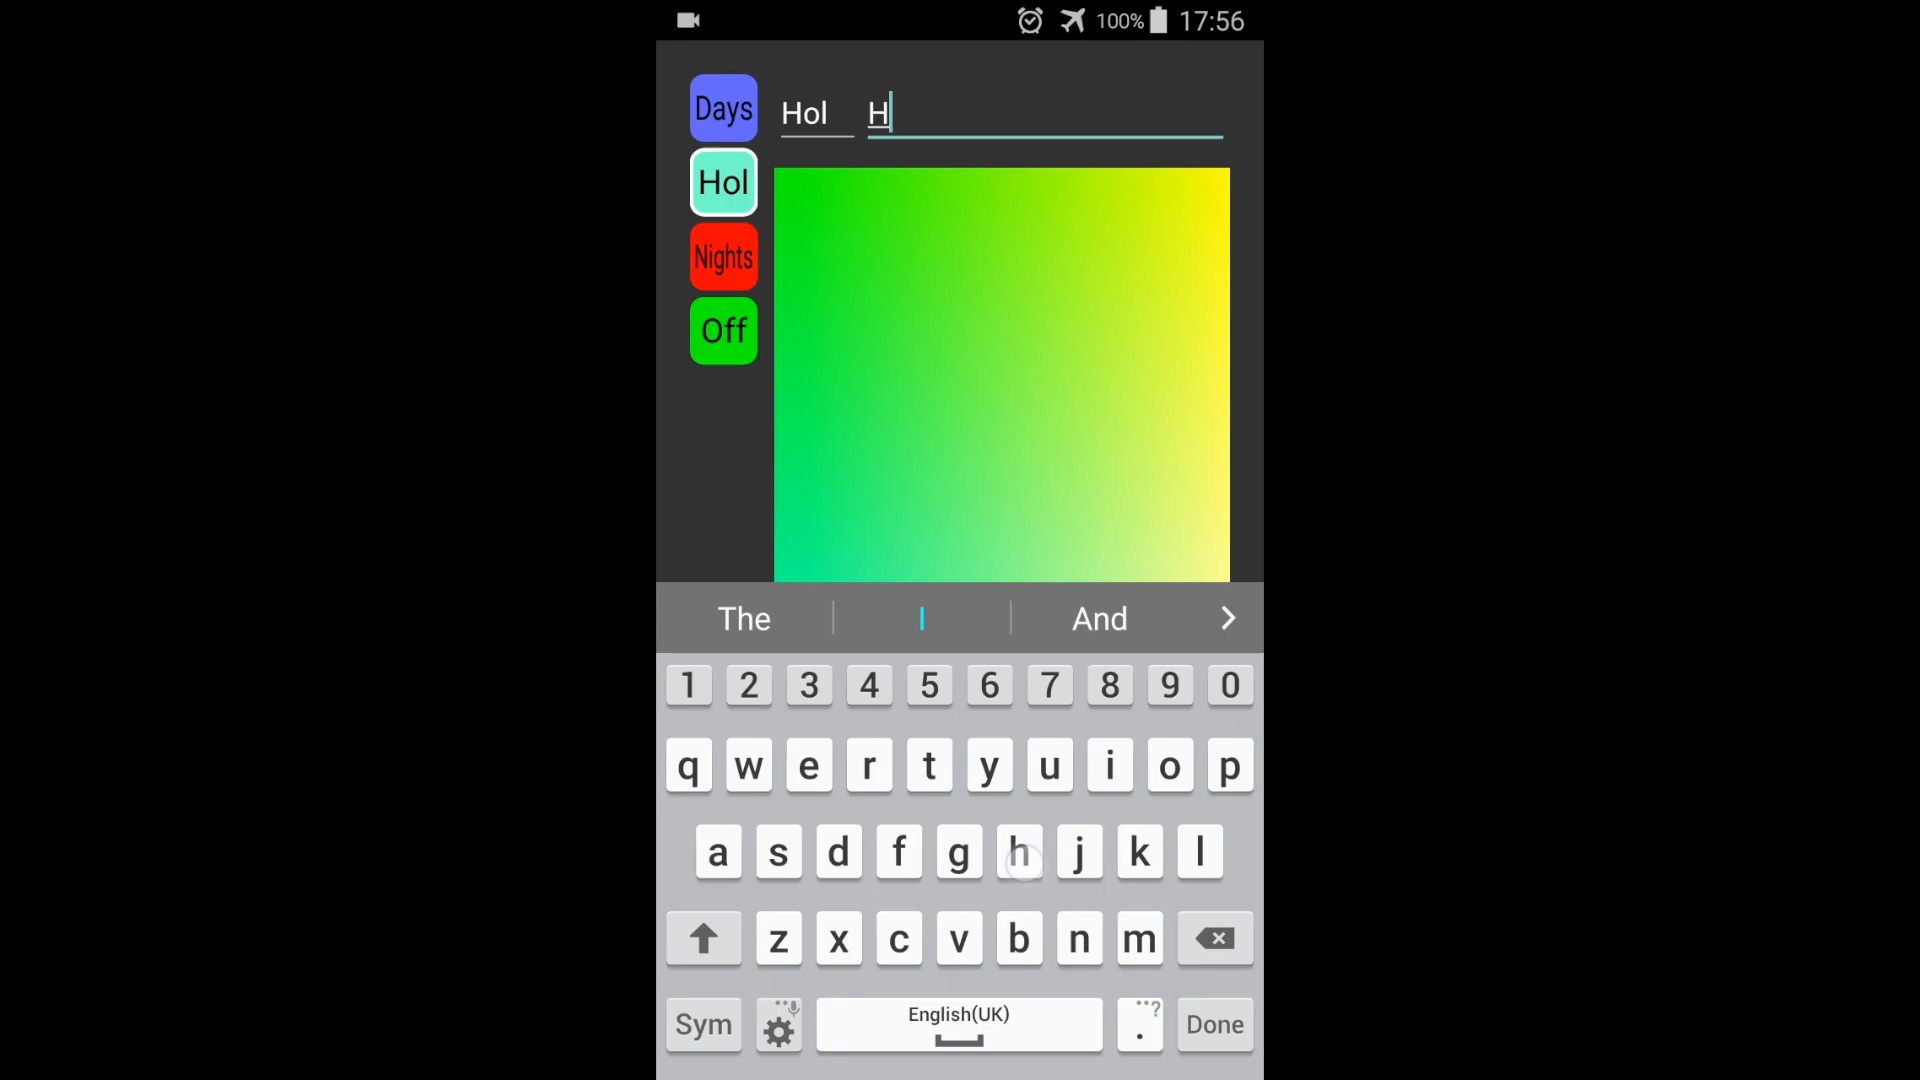 100% 17:56
Days
Hol H
Hol
Nights
Off
The I And
1 2 3 4 5 6 7 8 9 0
q w e r t y u i o p
a s d f g h j k l
z x c v b n m
Sym English(UK) . ? Done